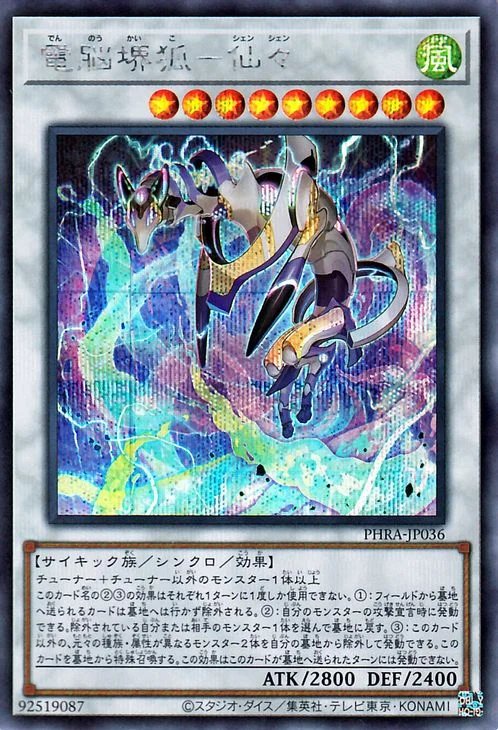 でん のう かい こ シェン シェン
電脳堺狐－仙々
風
PHRA-JP036
【サイキック族／シンクロ／効果】
チューナー＋チューナー以外のモンスター1体以上
このカード名の②③の効果はそれぞれ1ターンに1度しか使用できない。①：フィールドから墓地
へ送られるカードは墓地へは行かず除外される。②：自分のモンスターの攻撃宣言時に発動
できる。除外されている自分または相手のモンスター1体を選んで墓地に戻す。③：このカード
以外の、元々の種族・属性が異なるモンスター2体を自分の墓地から除外して発動できる。この
カードを墓地から特殊召喚する。この効果はこのカードが墓地へ送られたターンには発動できない。
ATK/2800 DEF/2400
92519087
©スタジオ・ダイス／集英社・テレビ東京・KONAMI